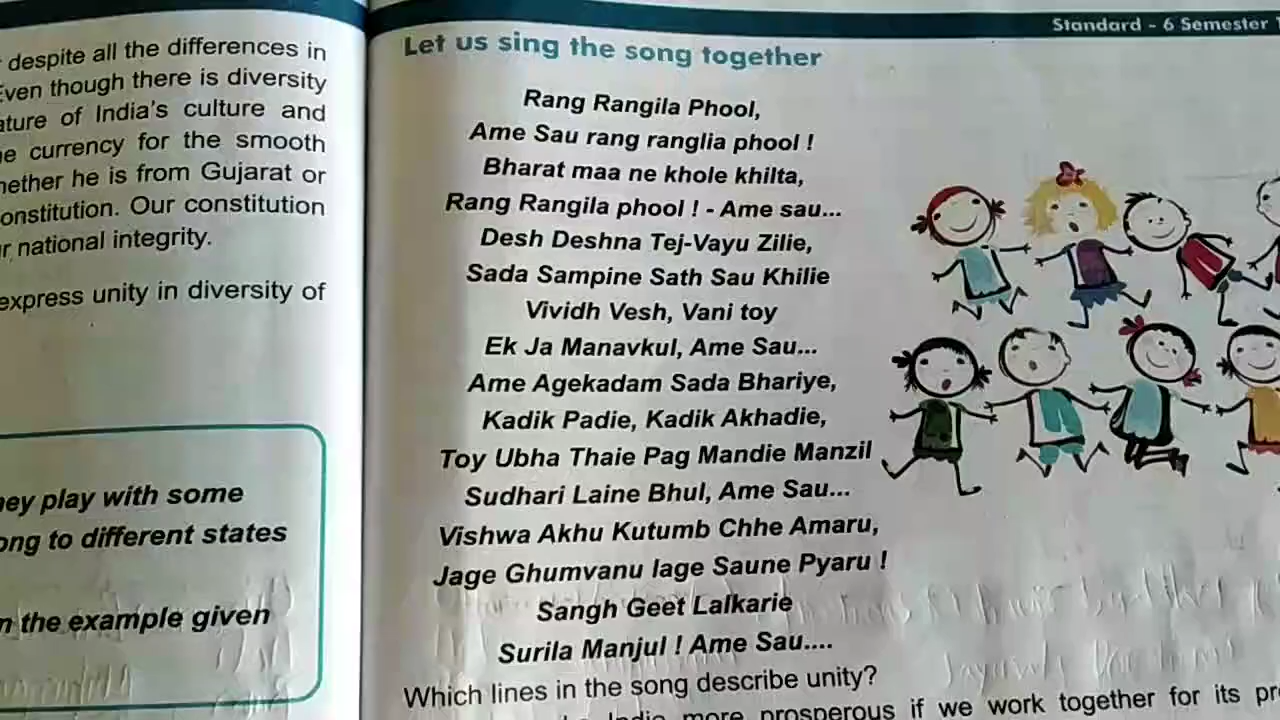 despite all the differences in
Even though there is diversity
ature of India's culture and
e currency for the smooth
hether he is from Gujarat or
onstitution. Our constitution
r national integrity.
express unity in diversity of
hey play with some
ong to different states
n the example given
Standard - 6 Semester
Let us sing the song together
Rang Rangila Phool,
Ame Sau rang ranglia phool !
Bharat maa ne khole khilta,
Rang Rangila phool ! - Ame sau...
Desh Deshna Tej-Vayu Zilie,
Sada Sampine Sath Sau Khilie
Vividh Vesh, Vani toy
Ek Ja Manavkul, Ame Sau...
Ame Agekadam Sada Bhariye,
Kadik Padie, Kadik Akhadie,
Toy Ubha Thaie Pag Mandie Manzil
Sudhari Laine Bhul, Ame Sau...
Vishwa Akhu Kutumb Chhe Amaru,
Jage Ghumvanu lage Saune Pyaru !
Sangh Geet Lalkarie
Surila Manjul ! Ame Sau....
Which lines in the song describe unity?
India more prosperous if we work together for its